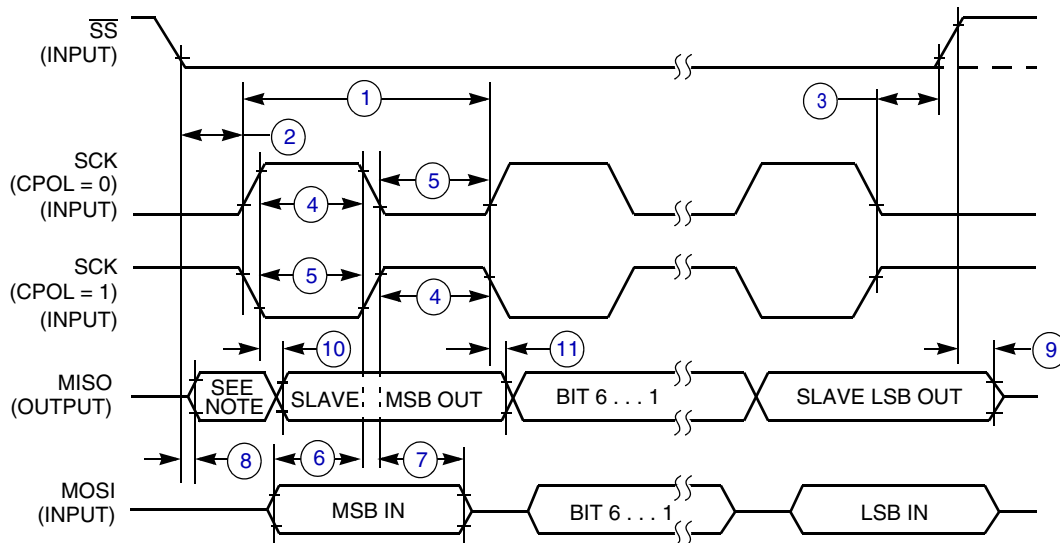 SS
(INPUT)
1
3
2
SCK
(CPOL = 0)
(INPUT)
5
4
SCK
(CPOL = 1)
(INPUT)
5
4
10
11
9
MISO
(OUTPUT)
SEE
NOTE
SLAVE
MSB OUT
BIT 6 . . . 1
SLAVE LSB OUT
8
6
7
MOSI
(INPUT)
MSB IN
BIT 6 . . . 1
LSB IN